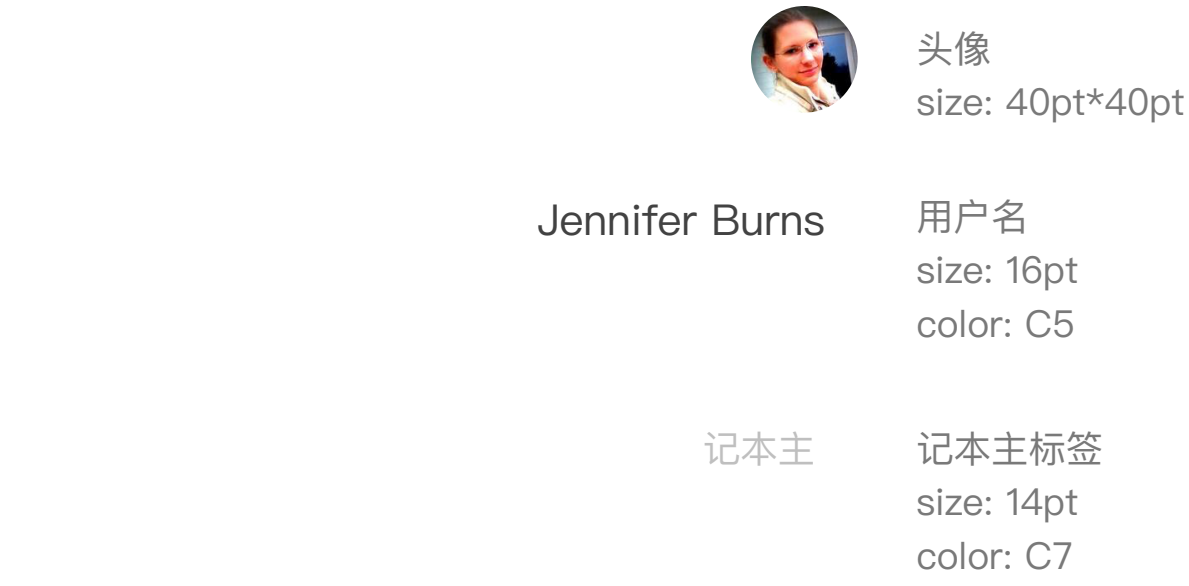 头像
size: 40pt*40pt
Jennifer Burns
用户名
size: 16pt
color: C5
记本主
记本主标签
size: 14pt
color: C7